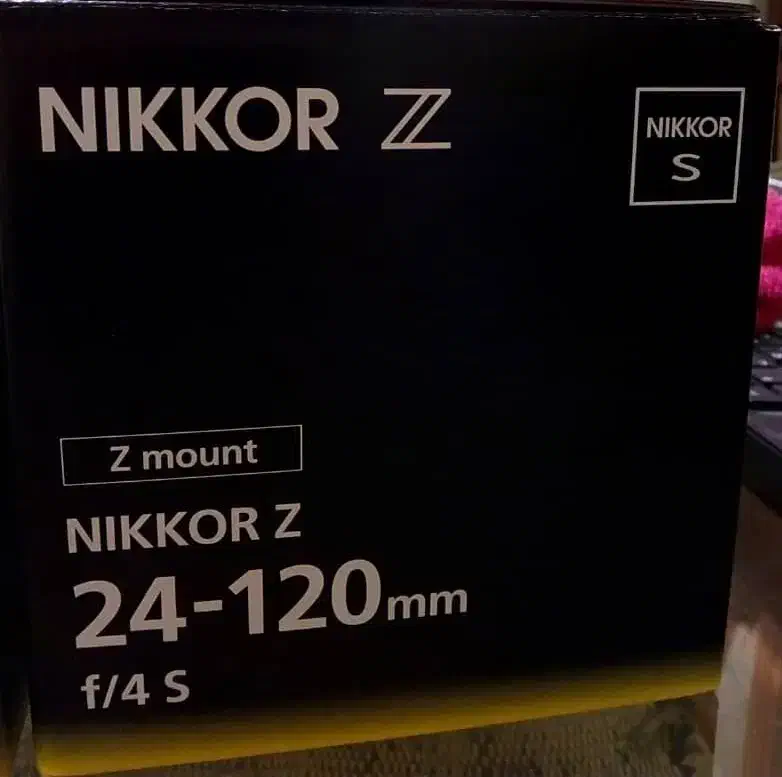 NIKKOR Z
NIKKOR
S
Z mount
NIKKOR Z
24-120mm
f/4 S